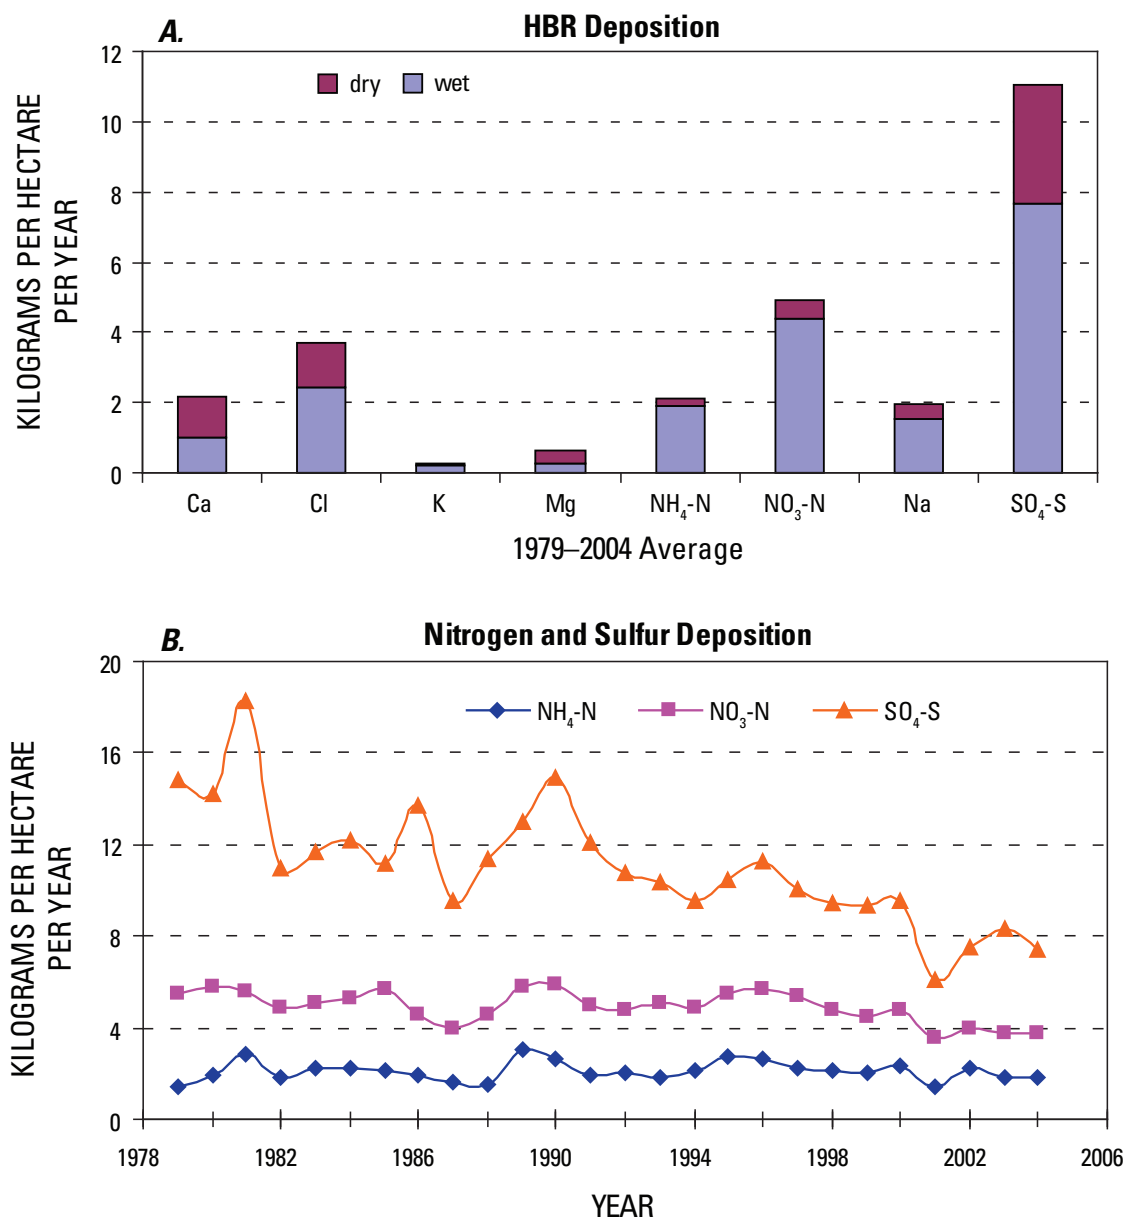 A.
HBR Deposition
KILOGRAMS PER HECTARE
PER YEAR
12
10
8
6
4
2
0
dry
wet
Ca Cl K Mg NH₄-N NO₃-N Na SO₄-S
1979–2004 Average
B.
Nitrogen and Sulfur Deposition
KILOGRAMS PER HECTARE
PER YEAR
20
16
12
8
4
0
NH₄-N NO₃-N SO₄-S
1978 1982 1986 1990 1994 1998 2002 2006
YEAR